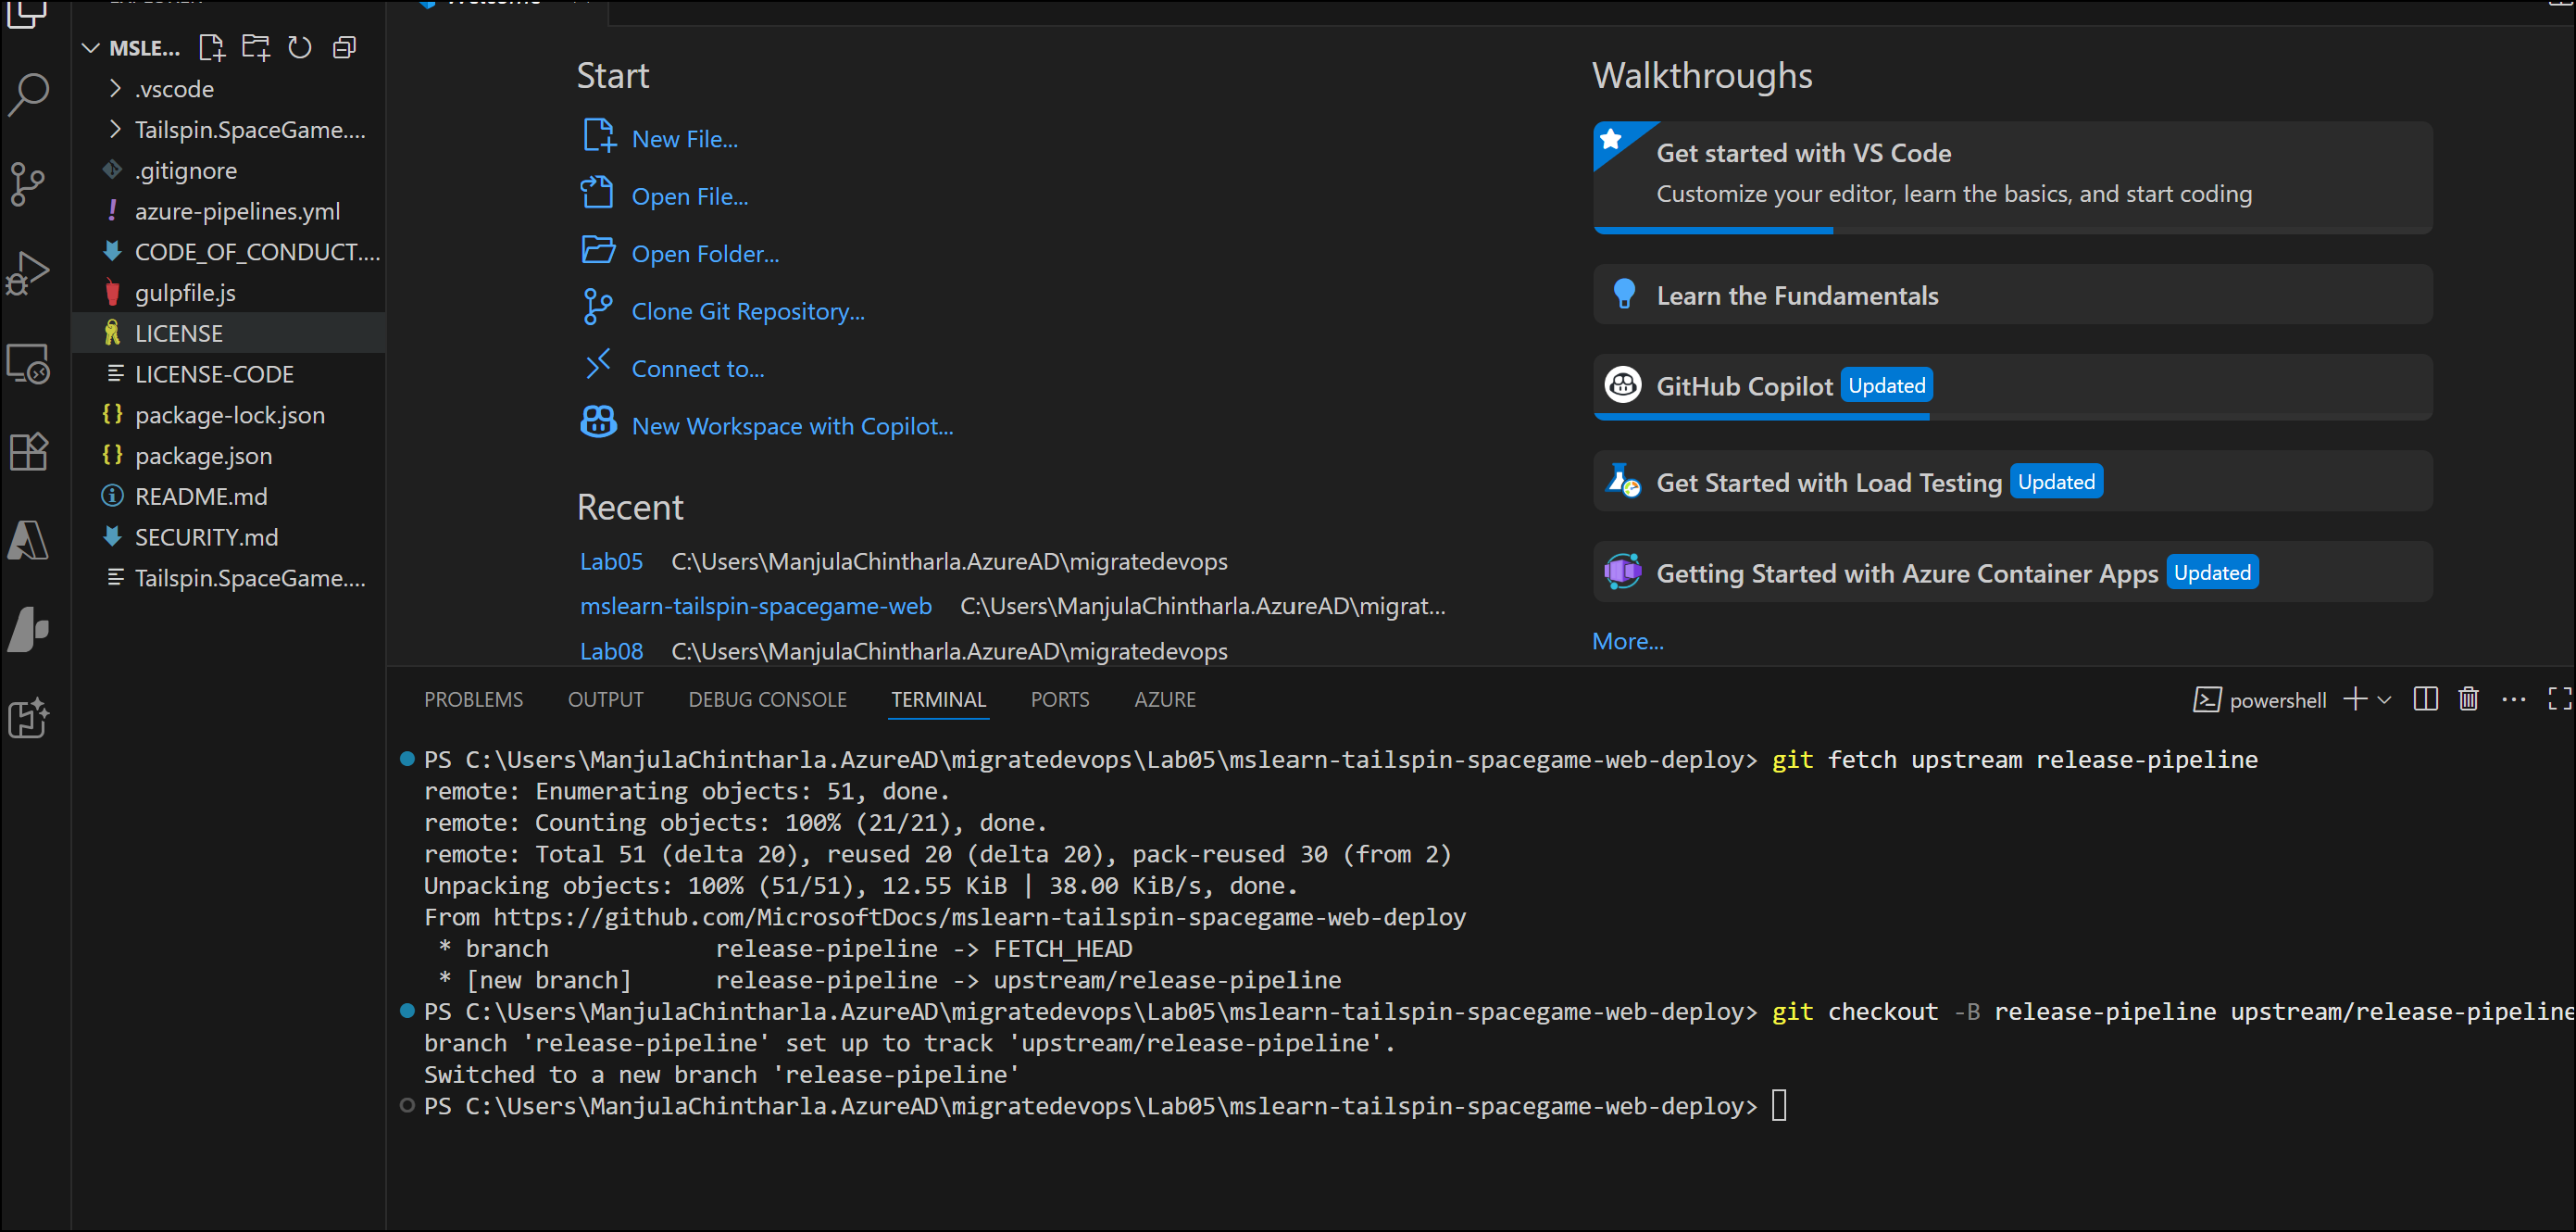 MSLE...
.vscode
Tailspin.SpaceGame....
.gitignore
azure-pipelines.yml
CODE_OF_CONDUCT....
gulpfile.js
LICENSE
LICENSE-CODE
package-lock.json
package.json
README.md
SECURITY.md
Tailspin.SpaceGame....
Start
New File...
Open File...
Open Folder...
Clone Git Repository...
Connect to...
New Workspace with Copilot...
Recent
Lab05 C:\Users\ManjulaChintharla.AzureAD\migratedevops
mslearn-tailspin-spacegame-web C:\Users\ManjulaChintharla.AzureAD\migrat...
Lab08 C:\Users\ManjulaChintharla.AzureAD\migratedevops
Walkthroughs
Get started with VS Code
Customize your editor, learn the basics, and start coding
Learn the Fundamentals
GitHub Copilot Updated
Get Started with Load Testing Updated
Getting Started with Azure Container Apps Updated
More...
PROBLEMS OUTPUT DEBUG CONSOLE TERMINAL PORTS AZURE
powershell
PS C:\Users\ManjulaChintharla.AzureAD\migratedevops\Lab05\mslearn-tailspin-spacegame-web-deploy> git fetch upstream release-pipeline
remote: Enumerating objects: 51, done.
remote: Counting objects: 100% (21/21), done.
remote: Total 51 (delta 20), reused 20 (delta 20), pack-reused 30 (from 2)
Unpacking objects: 100% (51/51), 12.55 KiB | 38.00 KiB/s, done.
From https://github.com/MicrosoftDocs/mslearn-tailspin-spacegame-web-deploy
* branch release-pipeline -> FETCH_HEAD
* [new branch] release-pipeline -> upstream/release-pipeline
PS C:\Users\ManjulaChintharla.AzureAD\migratedevops\Lab05\mslearn-tailspin-spacegame-web-deploy> git checkout -B release-pipeline upstream/release-pipeline
branch 'release-pipeline' set up to track 'upstream/release-pipeline'.
Switched to a new branch 'release-pipeline'
PS C:\Users\ManjulaChintharla.AzureAD\migratedevops\Lab05\mslearn-tailspin-spacegame-web-deploy>